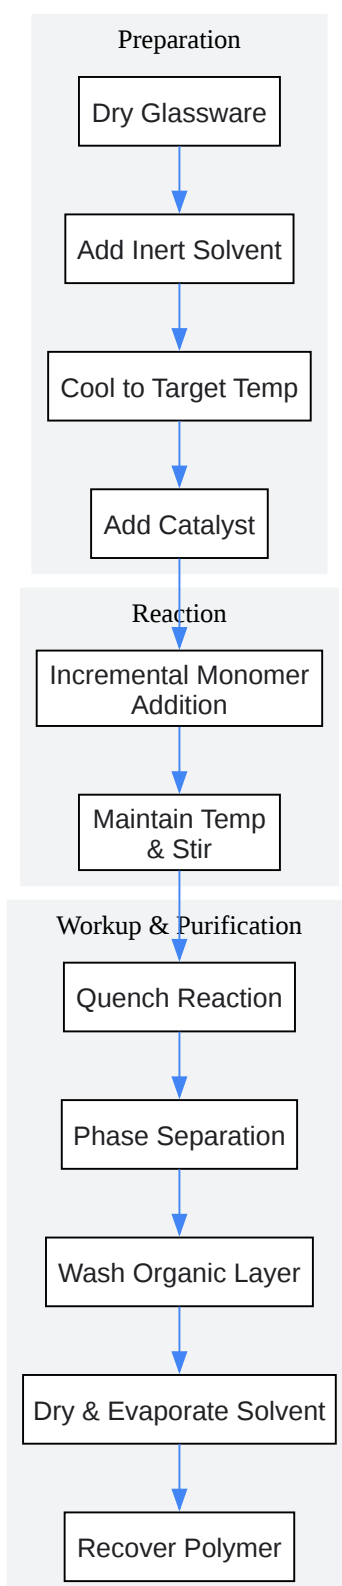 Preparation
Dry Glassware
Add Inert Solvent
Cool to Target Temp
Add Catalyst
Reaction
Incremental Monomer
Addition
Maintain Temp
& Stir
Workup & Purification
Quench Reaction
Phase Separation
Wash Organic Layer
Dry & Evaporate Solvent
Recover Polymer